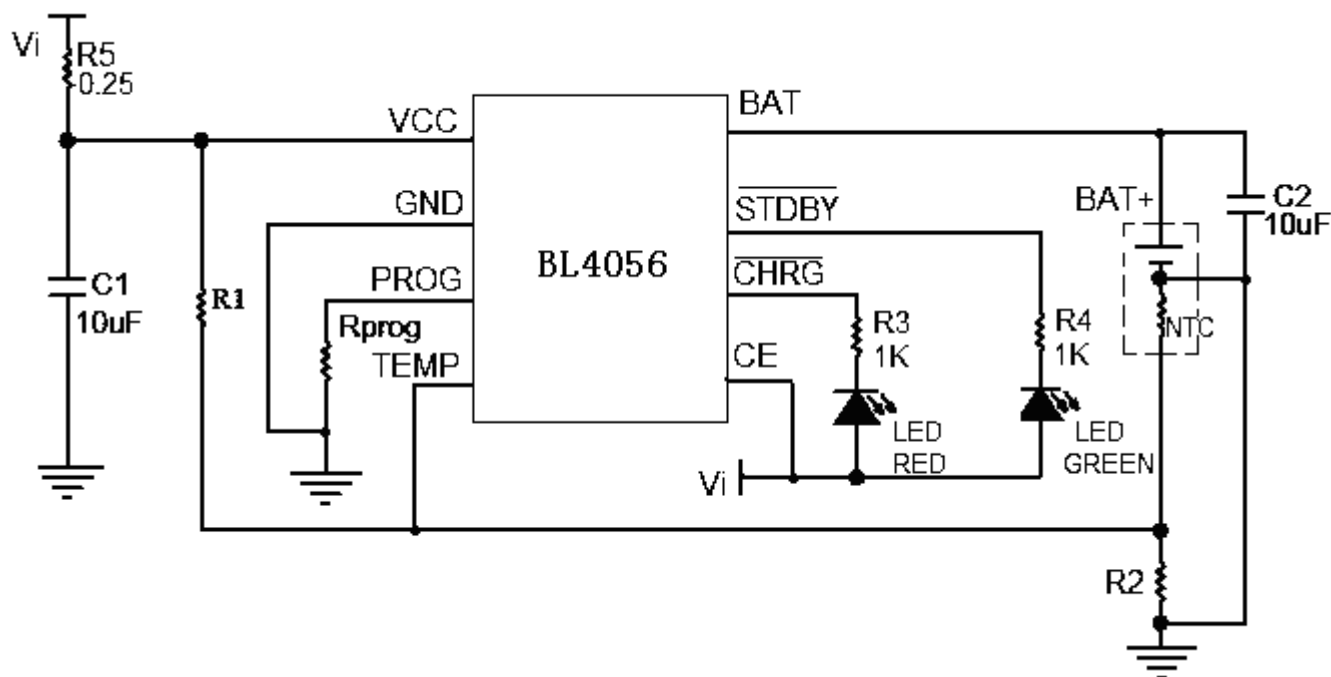 Vi
R5
0.25
VCC
GND
PROG
TEMP
Rprog
R1
C1
10uF
BL4056
BAT
STDBY
CHRG
CE
R3
1K
LED
RED
R4
1K
LED
GREEN
Vi
BAT+
C2
10uF
NTC
R2